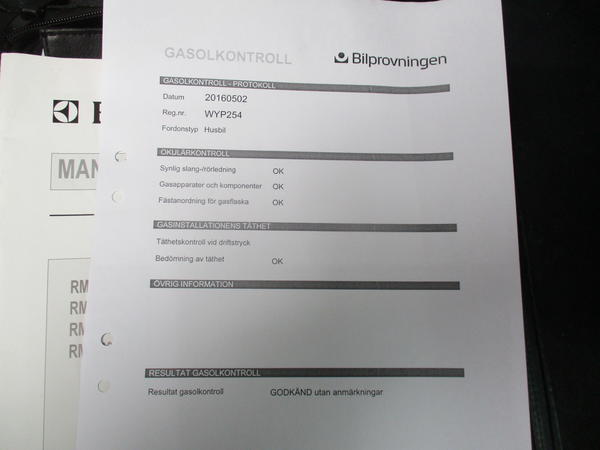 GASOLKONTROLL
Bilprovningen
GASOLKONTROLL - PROTOKOLL
Datum 20160502
Reg.nr. WYP254
Fordonstyp Husbil
OKULÄRKONTROLL
Synlig slang-/rörledning OK
Gasapparater och komponenter OK
Fästanordning för gasflaska OK
GASINSTALLATIONENS TÄTHET
Täthetskontroll vid driftstryck
Bedömning av täthet OK
ÖVRIG INFORMATION
RESULTAT GASOLKONTROLL
Resultat gasolkontroll GODKÄND utan anmärkningar
MAN
RM
RM
RM
RM